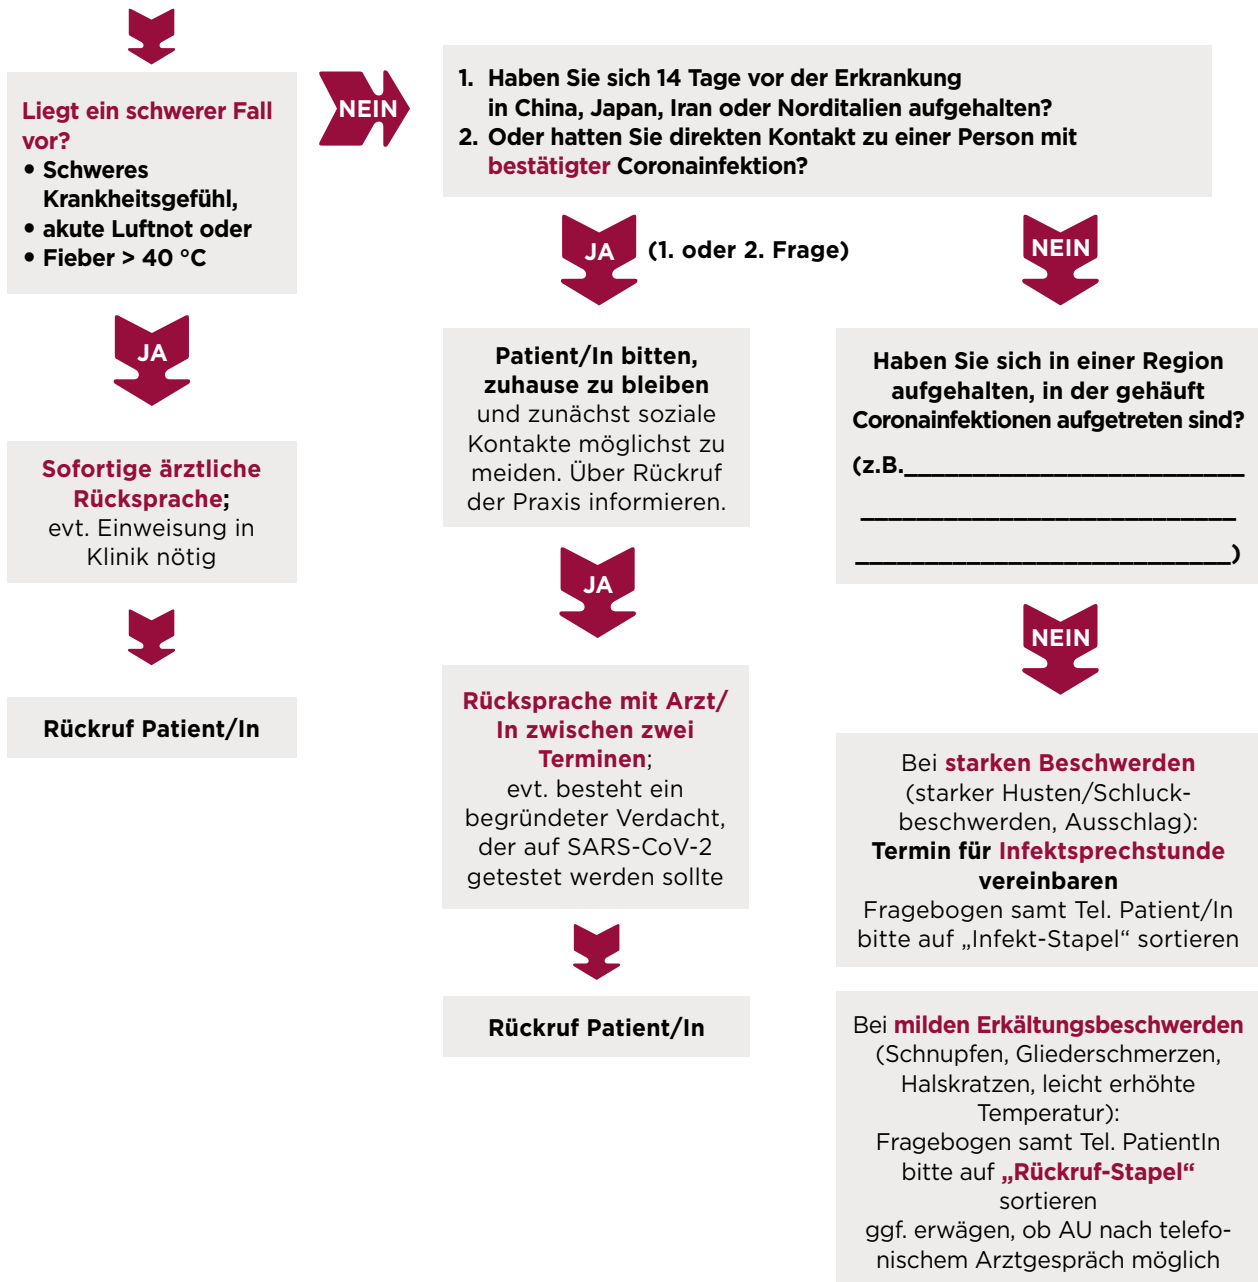 Liegt ein schwerer Fall
vor?
• Schweres
Krankheitsgefühl,
• akute Luftnot oder
• Fieber > 40 °C
NEIN
1. Haben Sie sich 14 Tage vor der Erkrankung
in China, Japan, Iran oder Norditalien aufgehalten?
2. Oder hatten Sie direkten Kontakt zu einer Person mit
bestätigter Coronainfektion?
JA
Sofortige ärztliche
Rücksprache;
evt. Einweisung in
Klinik nötig
Rückruf Patient/In
JA (1. oder 2. Frage)
Patient/In bitten,
zuhause zu bleiben
und zunächst soziale
Kontakte möglichst zu
meiden. Über Rückruf
der Praxis informieren.
JA
Rücksprache mit Arzt/
In zwischen zwei
Terminen;
evt. besteht ein
begründeter Verdacht,
der auf SARS-CoV-2
getestet werden sollte
Rückruf Patient/In
NEIN
Haben Sie sich in einer Region
aufgehalten, in der gehäuft
Coronainfektionen aufgetreten sind?
(z.B._________________________
____________________________
____________________________)
NEIN
Bei starken Beschwerden
(starker Husten/Schluck-
beschwerden, Ausschlag):
Termin für Infektsprechstunde
vereinbaren
Fragebogen samt Tel. Patient/In
bitte auf „Infekt-Stapel“ sortieren
Bei milden Erkältungsbeschwerden
(Schnupfen, Gliederschmerzen,
Halskratzen, leicht erhöhte
Temperatur):
Fragebogen samt Tel. PatientIn
bitte auf „Rückruf-Stapel“
sortieren
ggf. erwägen, ob AU nach telefo-
nischem Arztgespräch möglich